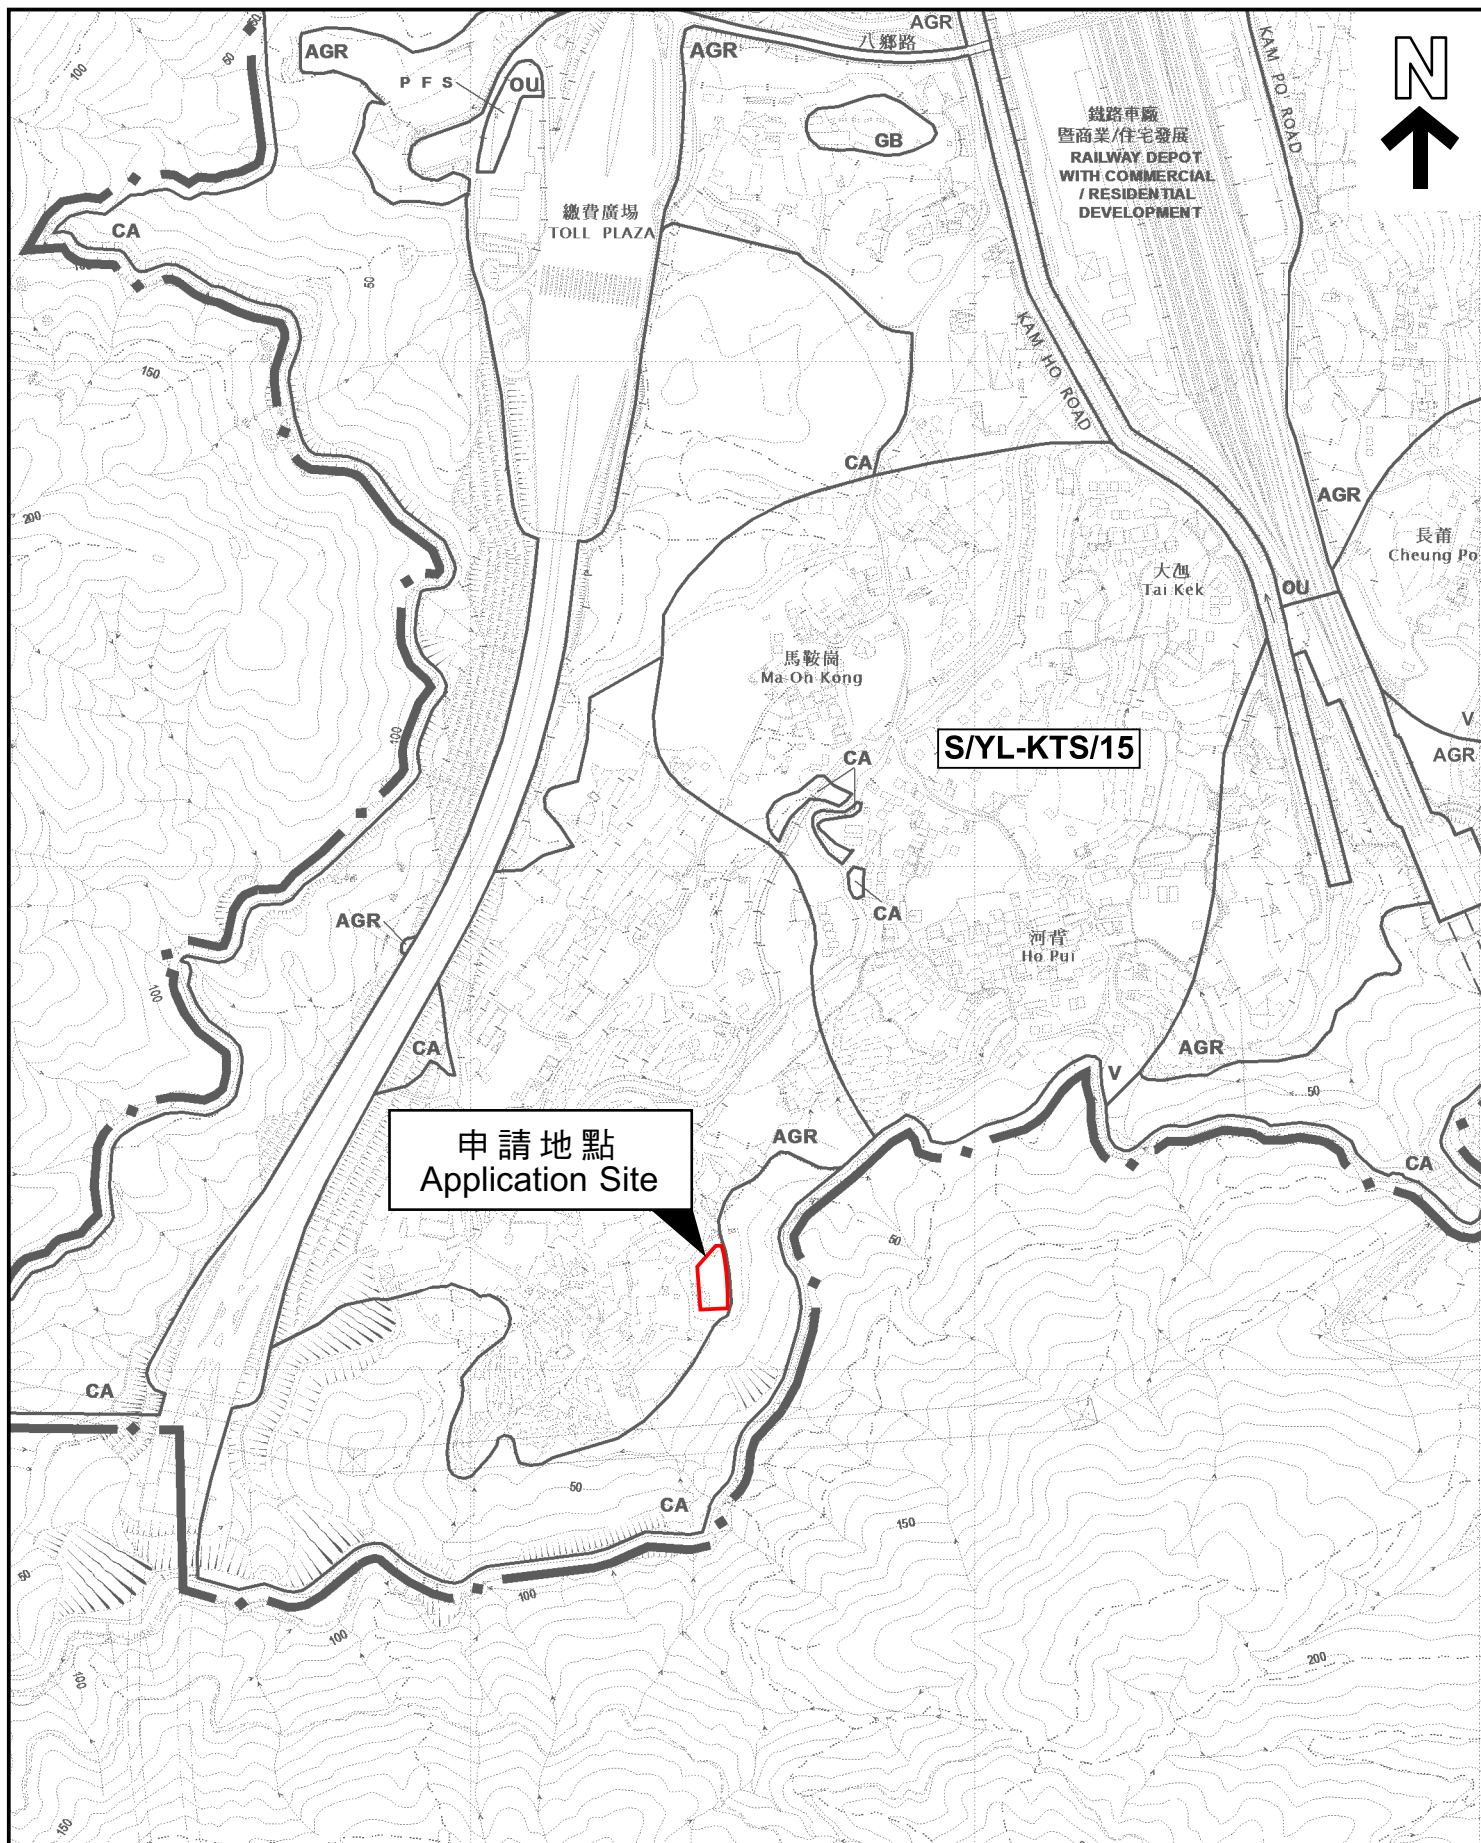 AGR
50
50
100
AGR
P F S
OU
AGR
八鄉路
AGR
KAM PO ROAD
N
鐵路車廠
暨商業/住宅發展
RAILWAY DEPOT
WITH COMMERCIAL
/ RESIDENTIAL
DEVELOPMENT
GB
繳費廣場
TOLL PLAZA
CA
100
50
150
KAM HO ROAD
CA
AGR
200
長莆
Cheung Po
大
Tai Kek
OU
馬鞍崗
Ma On Kong
V
S/YL-KTS/15
AGR
100
CA
CA
AGR
河背
Ho Pui
100
CA
AGR
V
50
申請地點
Application Site
AGR
CA
50
CA
50
CA
150
50
100
100
100
200
150